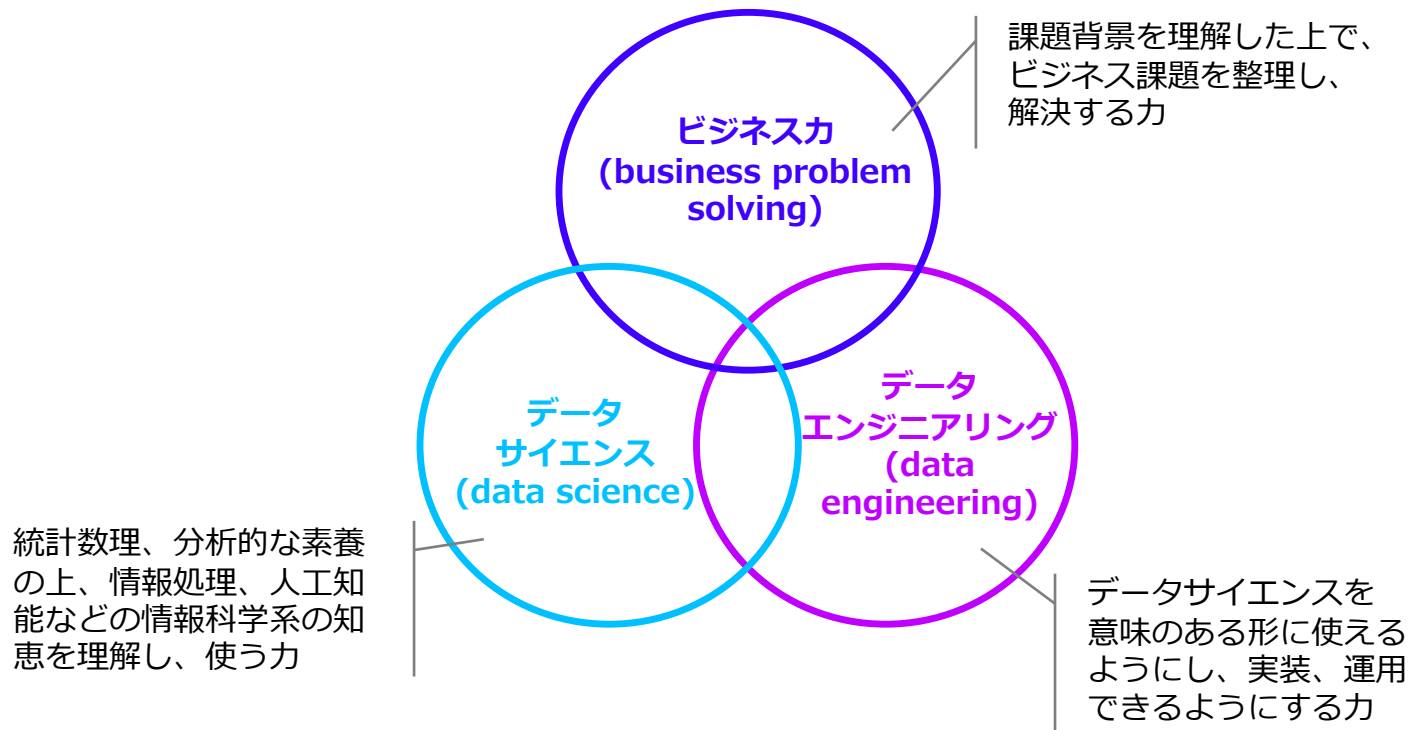 課題背景を理解した上で、
ビジネス課題を整理し、
解決する力
ビジネス力
(business problem
solving)
データ
サイエンス
(data science)
データ
エンジニアリング
(data
engineering)
統計数理、分析的な素養
の上、情報処理、人工知
能などの情報科学系の知
恵を理解し、使う力
データサイエンスを
意味のある形に使える
ようにし、実装、運用
できるようにする力